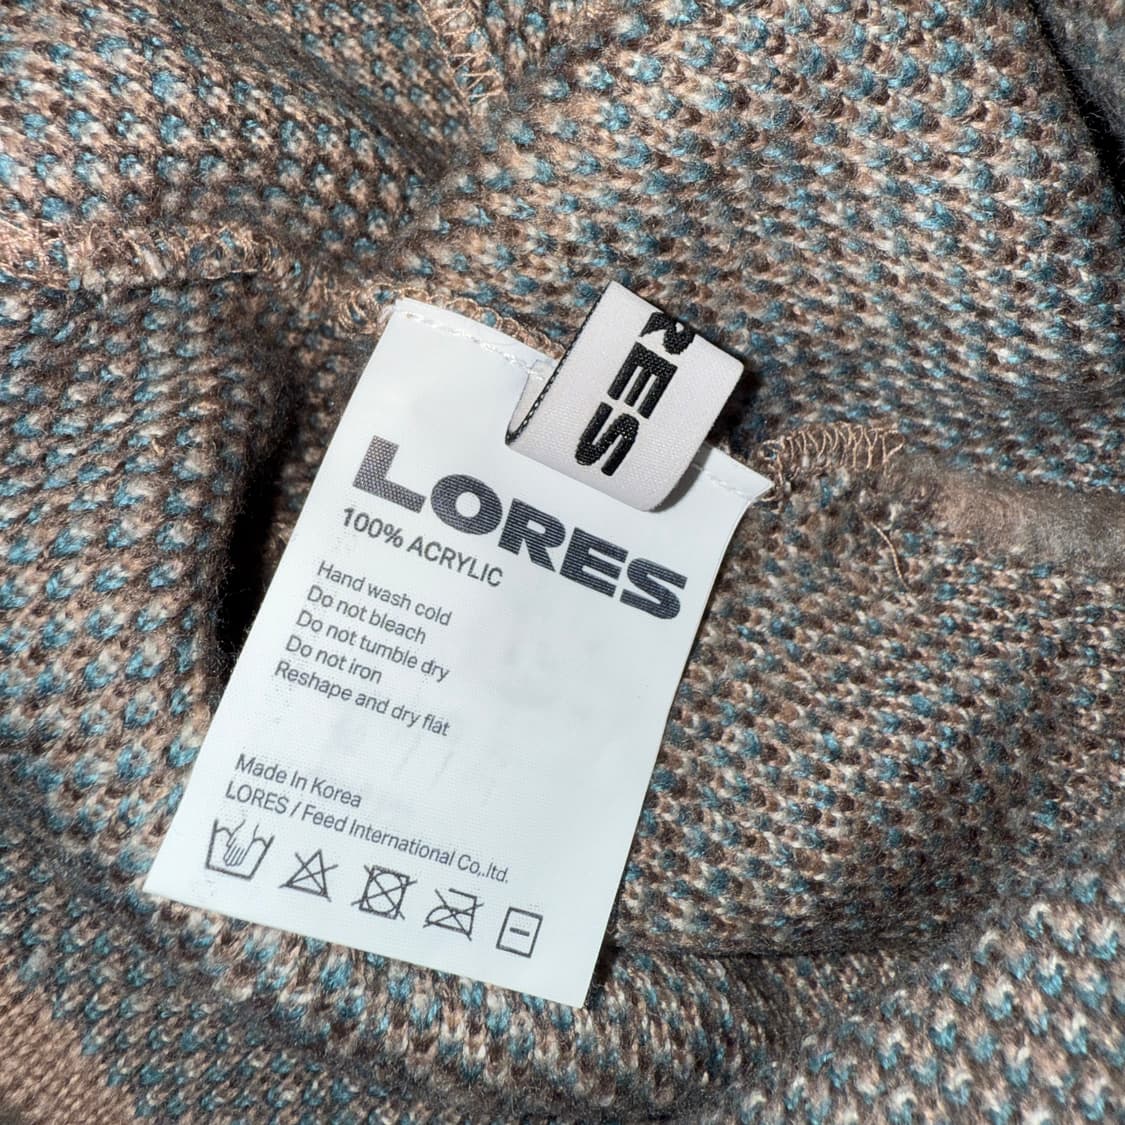 RES
LORES
100% ACRYLIC
Hand wash cold
Do not bleach
Do not tumble dry
Do not iron
Reshape and dry flat
Made In Korea
LORES / Feed International Co,.ltd.